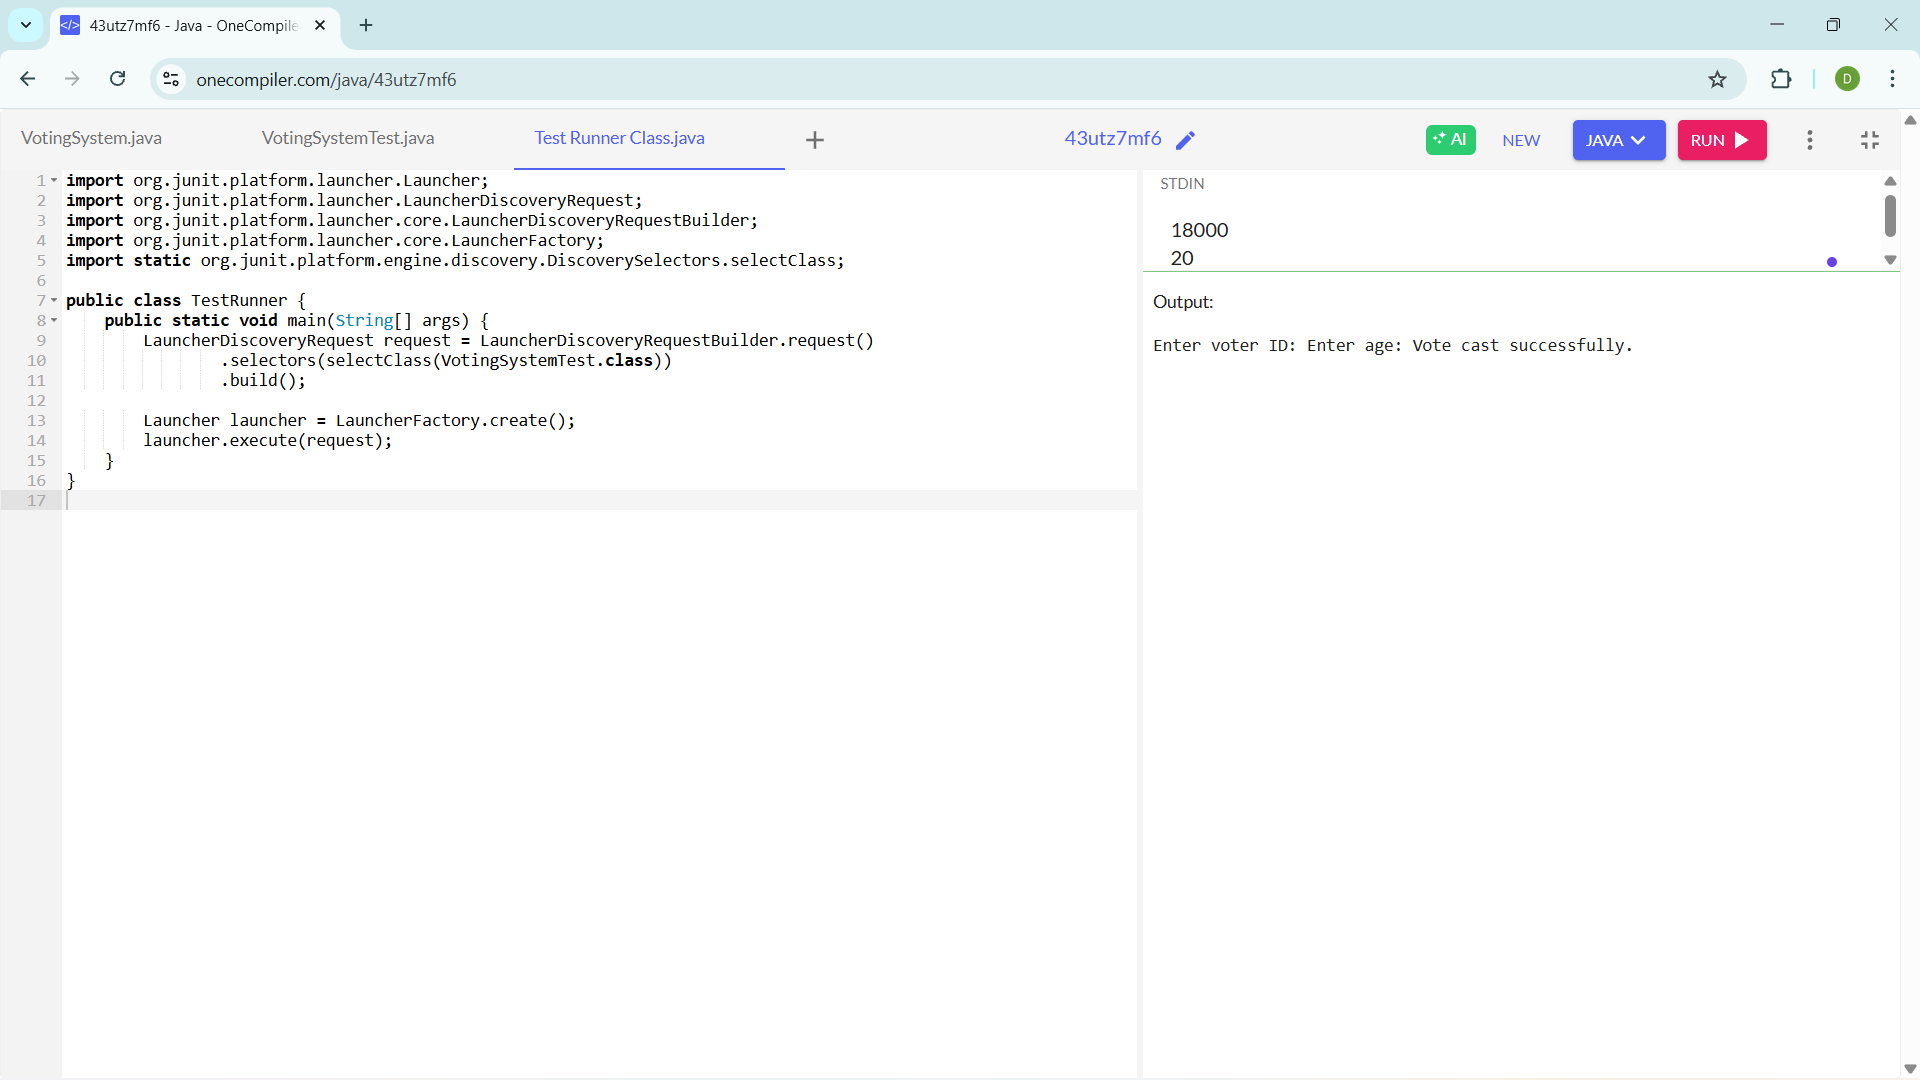 43utz7mf6 - Java - OneCompile
onecompiler.com/java/43utz7mf6
D
VotingSystem.java
VotingSystemTest.java
Test Runner Class.java
43utz7mf6
AI
NEW
JAVA
RUN
1 import org.junit.platform.launcher.Launcher;
2 import org.junit.platform.launcher.LauncherDiscoveryRequest;
3 import org.junit.platform.launcher.core.LauncherDiscoveryRequestBuilder;
4 import org.junit.platform.launcher.core.LauncherFactory;
5 import static org.junit.platform.engine.discovery.DiscoverySelectors.selectClass;
6
7 public class TestRunner {
8     public static void main(String[] args) {
9         LauncherDiscoveryRequest request = LauncherDiscoveryRequestBuilder.request()
10                 .selectors(selectClass(VotingSystemTest.class))
11                 .build();
12
13         Launcher launcher = LauncherFactory.create();
14         launcher.execute(request);
15     }
16 }
17
STDIN
18000
20
Output:
Enter voter ID: Enter age: Vote cast successfully.